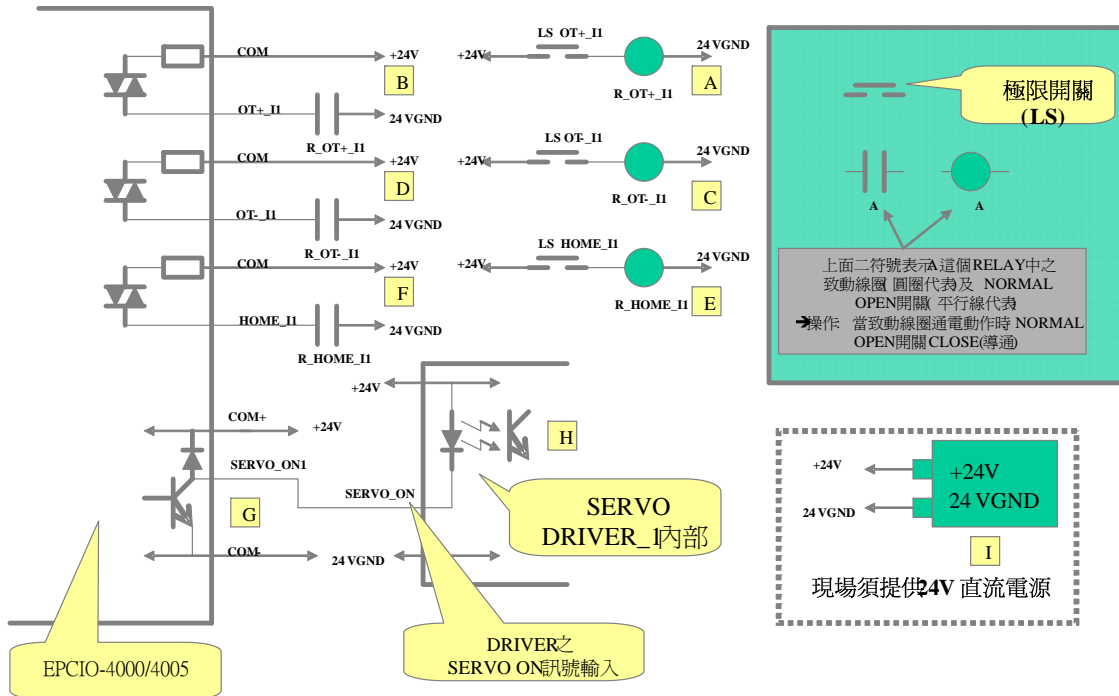 COM
+24V
B
OT+_I1
24 VGND
R_OT+_I1
COM
+24V
D
OT-_I1
24 VGND
R_OT-_I1
COM
+24V
F
HOME_I1
24 VGND
R_HOME_I1
LS OT+_I1
+24V
24 VGND
R_OT+_I1
A
LS OT-_I1
+24V
24 VGND
R_OT-_I1
C
LS HOME_I1
+24V
24 VGND
R_HOME_I1
E
極限開關
(LS)
A
A
上面二符號表示A這個RELAY中之
致動線圈(圓圈代表)及 NORMAL
OPEN開關(平行線代表)
操作: 當致動線圈通電動作時 NORMAL
OPEN開關CLOSE(導通)
+24V
COM+
+24V
SERVO_ON1
G
SERVO_ON
COM-
24 VGND
H
SERVO
DRIVER_1內部
DRIVER之
SERVO ON訊號輸入
EPCIO-4000/4005
+24V
24 VGND
+24V
24 VGND
I
現場須提供24V 直流電源